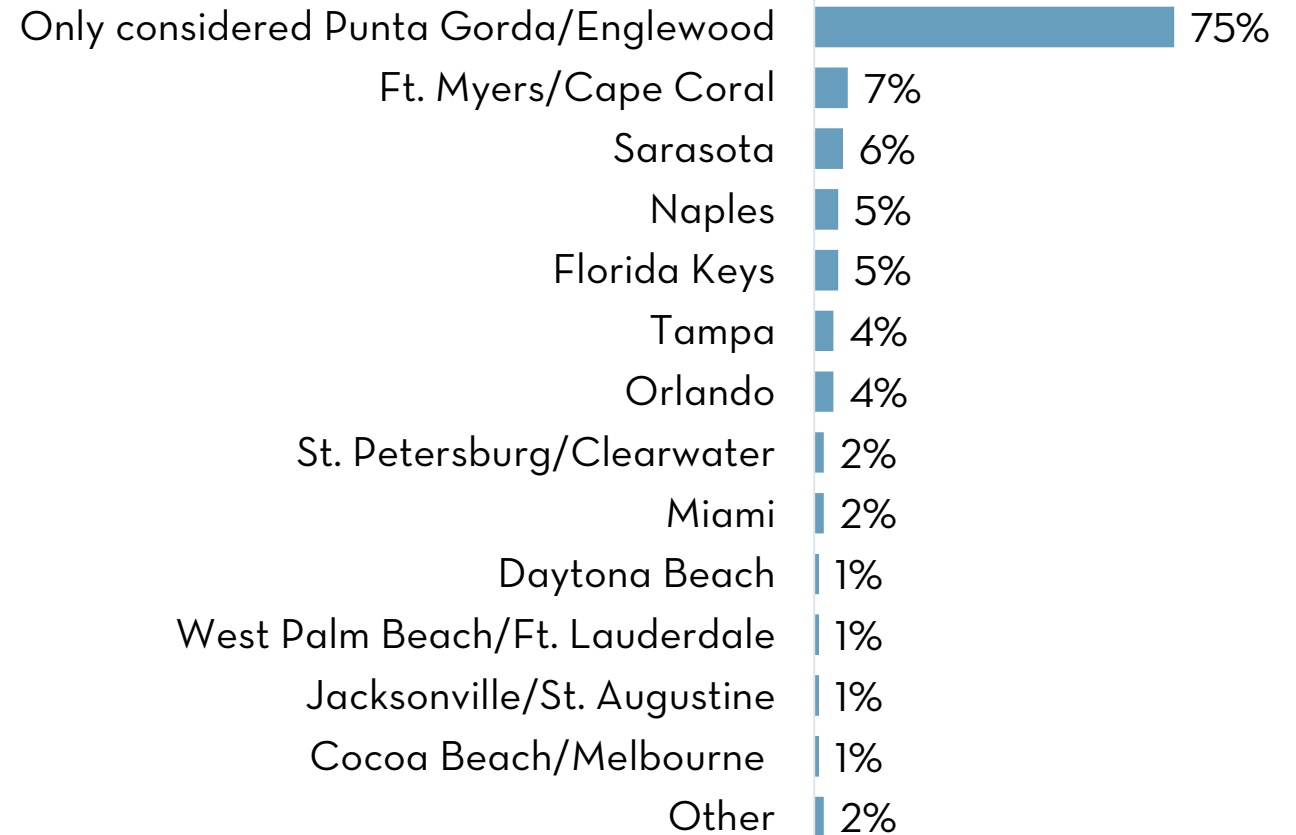 Only considered Punta Gorda/Englewood 75%
Ft. Myers/Cape Coral 7%
Sarasota 6%
Naples 5%
Florida Keys 5%
Tampa 4%
Orlando 4%
St. Petersburg/Clearwater 2%
Miami 2%
Daytona Beach 1%
West Palm Beach/Ft. Lauderdale 1%
Jacksonville/St. Augustine 1%
Cocoa Beach/Melbourne 1%
Other 2%